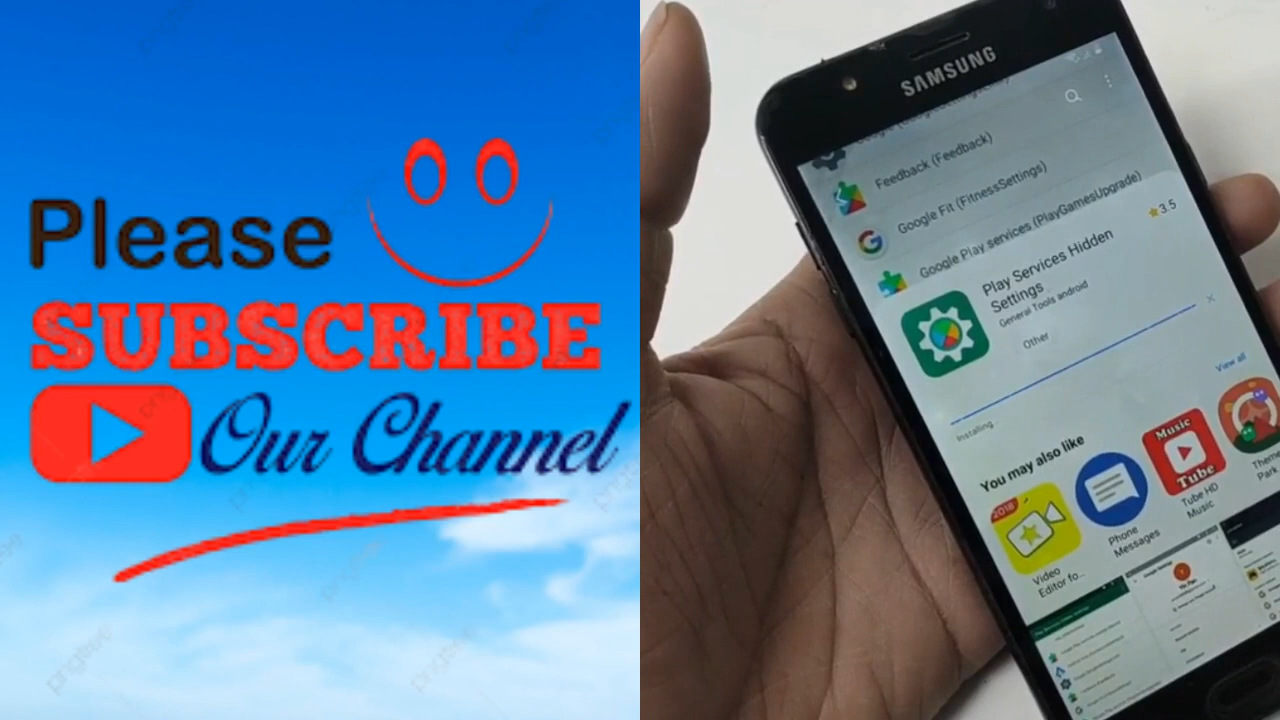 Please
SUBSCRIBE
Our Channel
SAMSUNG
Feedback (Feedback)
Google Fit (FitnessSettings)
Google Play services (PlayGamesUpgrade)
Play Services Hidden
Settings
3.5
General Tools android
Other
Installing...
View all
You may also like
2018
Video
Editor fo...
Phone
Messages
Music
Tube
Tube HD
Music
Theme
Park